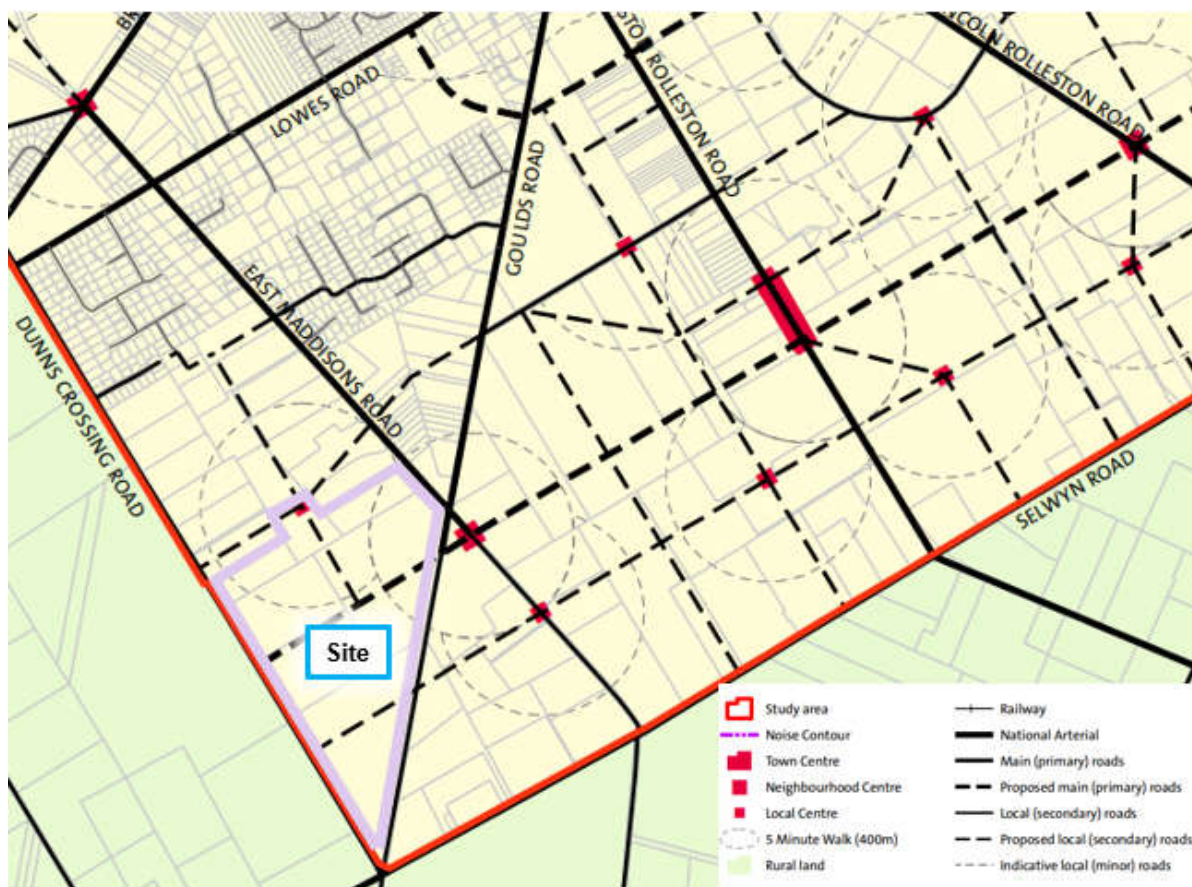 LOWES ROAD
GOULDS ROAD
ROLLESTON ROAD
ROLLESTON ROAD
EAST MADDISONS ROAD
DUNNS CROSSING ROAD
SELWYN ROAD
Site
Study area
Noise Contour
Town Centre
Neighbourhood Centre
Local Centre
5 Minute Walk (400m)
Rural land
Railway
National Arterial
Main (primary) roads
Proposed main (primary) roads
Local (secondary) roads
Proposed local (secondary) roads
Indicative local (minor) roads